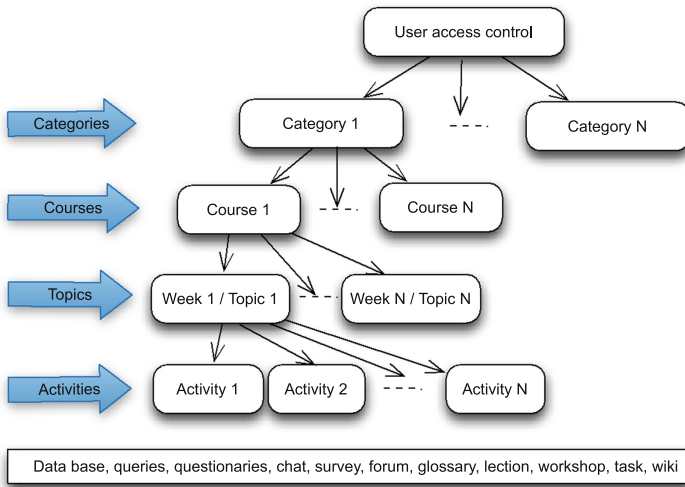 User access control
Categories
Category 1
Category N
Courses
Course 1
Course N
Topics
Week 1 / Topic 1
Week N / Topic N
Activities
Activity 1
Activity 2
Activity N
Data base, queries, questionaries, chat, survey, forum, glossary, lection, workshop, task, wiki